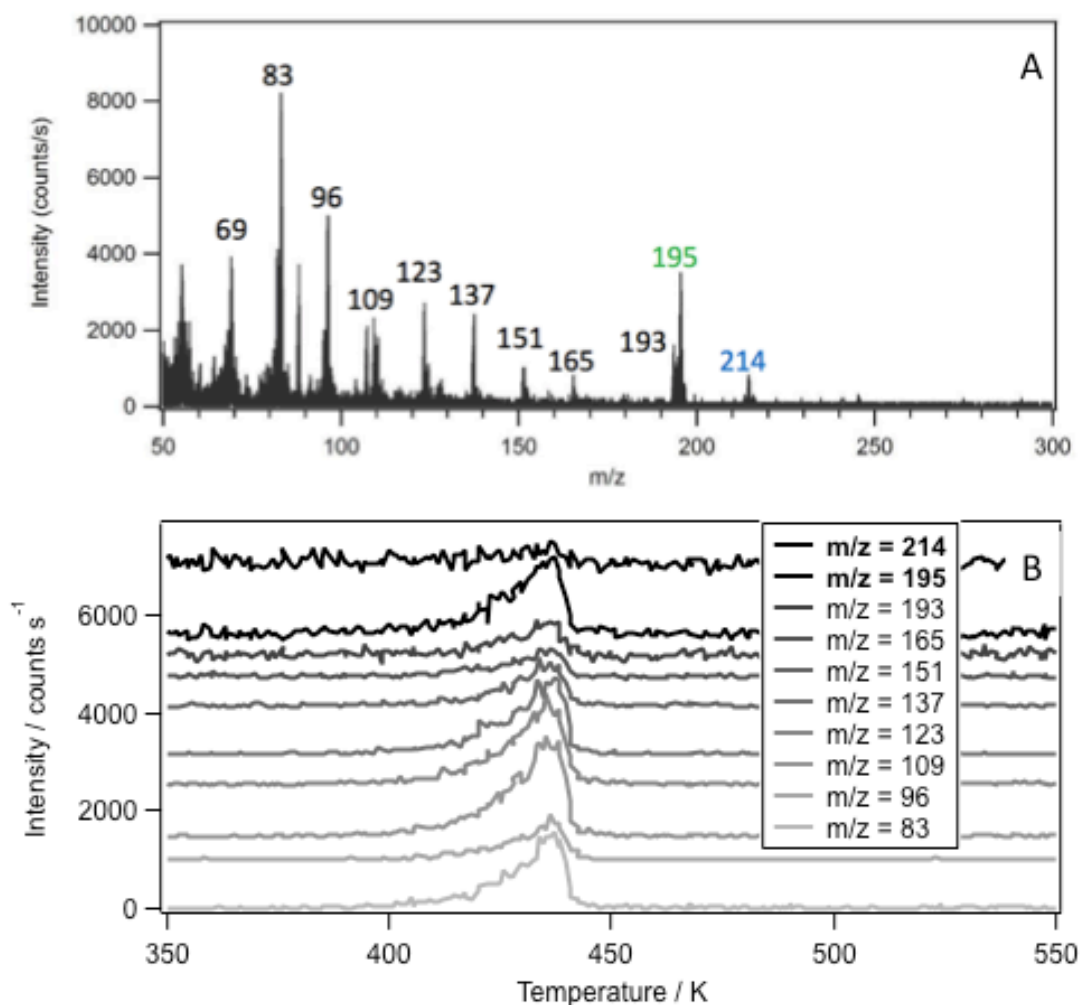 10000
A
83
8000
6000
96
69
4000
195
123
109
137
193
2000
151
165
214
0
50
100
150
200
250
300
m/z
Intensity (counts/s)
B
m/z = 214
m/z = 195
m/z = 193
m/z = 165
m/z = 151
m/z = 137
m/z = 123
m/z = 109
m/z = 96
m/z = 83
6000
4000
2000
0
350
400
450
500
550
Temperature / K
Intensity / counts s⁻¹